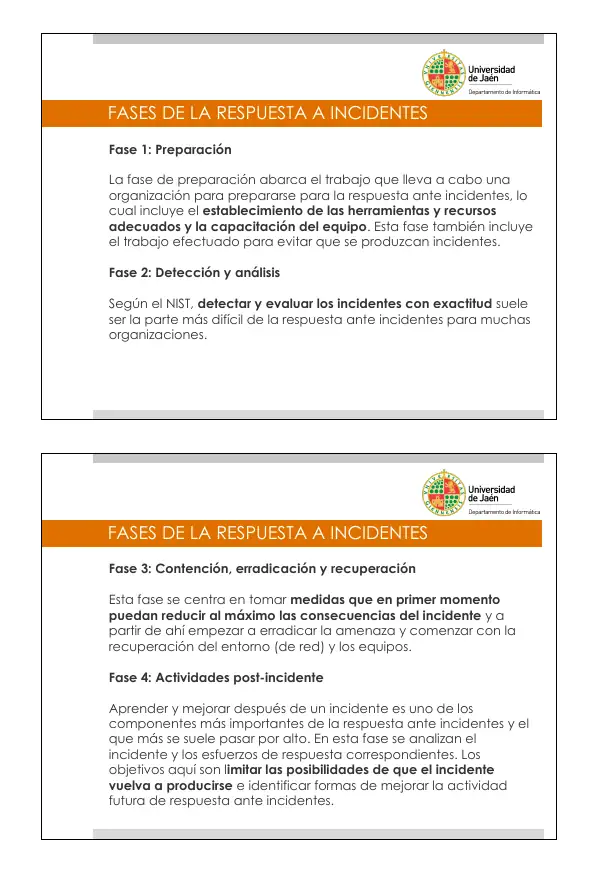 Universidad
de Jaén
Departamento de Informática
FASES DE LA RESPUESTA A INCIDENTES
Fase 1: Preparación
La fase de preparación abarca el trabajo que lleva a cabo una
organización para prepararse para la respuesta ante incidentes, lo
cual incluye el establecimiento de las herramientas y recursos
adecuados y la capacitación del equipo. Esta fase también incluye
el trabajo efectuado para evitar que se produzcan incidentes.
Fase 2: Detección y análisis
Según el NIST, detectar y evaluar los incidentes con exactitud suele
ser la parte más difícil de la respuesta ante incidentes para muchas
organizaciones.
Universidad
de Jaén
Departamento de Informática
FASES DE LA RESPUESTA A INCIDENTES
Fase 3: Contención, erradicación y recuperación
Esta fase se centra en tomar medidas que en primer momento
puedan reducir al máximo las consecuencias del incidente y a
partir de ahí empezar a erradicar la amenaza y comenzar con la
recuperación del entorno (de red) y los equipos.
Fase 4: Actividades post-incidente
Aprender y mejorar después de un incidente es uno de los
componentes más importantes de la respuesta ante incidentes y el
que más se suele pasar por alto. En esta fase se analizan el
incidente y los esfuerzos de respuesta correspondientes. Los
objetivos aquí son limitar las posibilidades de que el incidente
vuelva a producirse e identificar formas de mejorar la actividad
futura de respuesta ante incidentes.